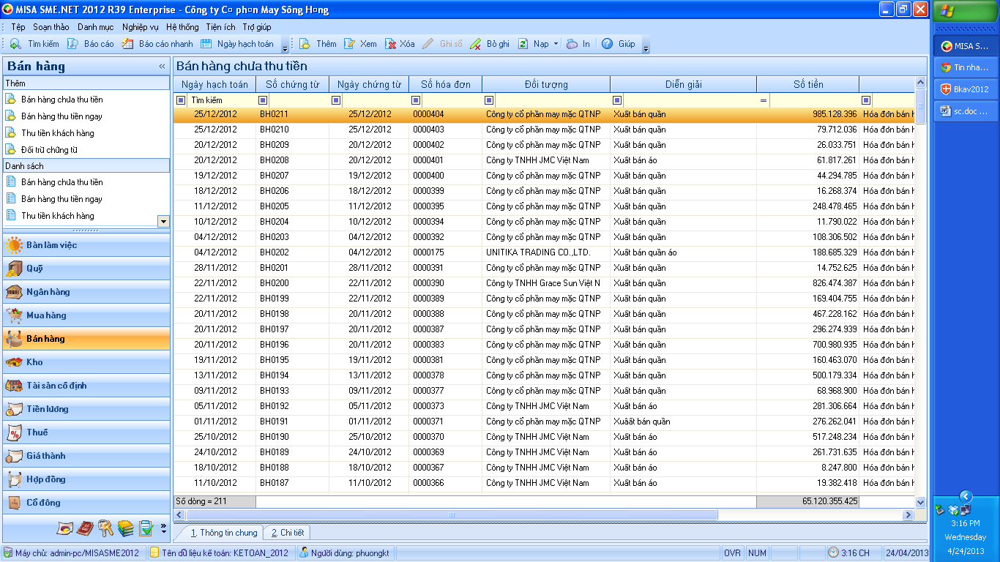 MISA SME.NET 2012 R39 Enterprise - Công ty Cổ phần May Sông Hồng
Tệp Soạn thảo Danh mục Nghiệp vụ Hệ thống Tiện ích Trợ giúp
Tìm kiếm Báo cáo Báo cáo nhanh Ngày hạch toán Thêm Xem Xóa Ghi sổ Bỏ ghi Nạp In Giúp
Bán hàng «
Thêm
Bán hàng chưa thu tiền
Bán hàng thu tiền ngay
Thu tiền khách hàng
Đối trừ chứng từ
Danh sách
Bán hàng chưa thu tiền
Bán hàng thu tiền ngay
Thu tiền khách hàng
Bàn làm việc
Quỹ
Ngân hàng
Mua hàng
Bán hàng
Kho
Tài sản cố định
Tiền lương
Thuế
Giá thành
Hợp đồng
Cổ đông
»
Bán hàng chưa thu tiền
Ngày hạch toán Số chứng từ Ngày chứng từ Số hóa đơn Đối tượng Diễn giải Số tiền
Tìm kiếm =
25/12/2012 BH0211 25/12/2012 0000404 Công ty cổ phần may mặc QTNP Xuất bán quần 985.128.396 Hóa đơn bán h
25/12/2012 BH0210 25/12/2012 0000403 Công ty cổ phần may mặc QTNP Xuất bán quần 79.712.036 Hóa đơn bán h
20/12/2012 BH0209 20/12/2012 0000402 Công ty cổ phần may mặc QTNP Xuất bán quần 26.033.751 Hóa đơn bán h
20/12/2012 BH0208 20/12/2012 0000401 Công ty TNHH JMC Việt Nam Xuất bán áo 61.817.261 Hóa đơn bán h
19/12/2012 BH0207 19/12/2012 0000400 Công ty cổ phần may mặc QTNP Xuất bán quần 44.294.785 Hóa đơn bán h
18/12/2012 BH0206 18/12/2012 0000399 Công ty cổ phần may mặc QTNP Xuất bán quần 16.268.374 Hóa đơn bán h
11/12/2012 BH0205 11/12/2012 0000395 Công ty cổ phần may mặc QTNP Xuất bán quần 248.478.465 Hóa đơn bán h
10/12/2012 BH0204 10/12/2012 0000394 Công ty cổ phần may mặc QTNP Xuất bán quần 11.790.022 Hóa đơn bán h
04/12/2012 BH0203 04/12/2012 0000392 Công ty cổ phần may mặc QTNP Xuất bán quần 108.306.502 Hóa đơn bán h
04/12/2012 BH0202 04/12/2012 0000175 UNITIKA TRADING CO.,LTD. Xuất bán quần áo 188.685.329 Hóa đơn bán h
28/11/2012 BH0201 28/11/2012 0000391 Công ty cổ phần may mặc QTNP Xuất bán quần 14.752.625 Hóa đơn bán h
22/11/2012 BH0200 22/11/2012 0000390 Công ty TNHH Grace Sun Việt N Xuất bán quần 826.474.387 Hóa đơn bán h
22/11/2012 BH0199 22/11/2012 0000389 Công ty cổ phần may mặc QTNP Xuất bán quần 169.404.755 Hóa đơn bán h
20/11/2012 BH0198 20/11/2012 0000388 Công ty cổ phần may mặc QTNP Xuất bán quần 467.228.162 Hóa đơn bán h
20/11/2012 BH0197 20/11/2012 0000387 Công ty cổ phần may mặc QTNP Xuất bán quần 296.274.939 Hóa đơn bán h
20/11/2012 BH0196 20/11/2012 0000383 Công ty cổ phần may mặc QTNP Xuất bán quần 700.980.935 Hóa đơn bán h
19/11/2012 BH0195 19/11/2012 0000381 Công ty cổ phần may mặc QTNP Xuất bán quần 160.463.070 Hóa đơn bán h
13/11/2012 BH0194 13/11/2012 0000378 Công ty cổ phần may mặc QTNP Xuất bán quần 500.179.334 Hóa đơn bán h
09/11/2012 BH0193 09/11/2012 0000377 Công ty cổ phần may mặc QTNP Xuất bán quần 68.968.900 Hóa đơn bán h
05/11/2012 BH0192 05/11/2012 0000373 Công ty TNHH JMC Việt Nam Xuất bán áo 281.306.664 Hóa đơn bán h
01/11/2012 BH0191 01/11/2012 0000371 Công ty cổ phần may mặc QTNP Xuâất bán quần 276.262.041 Hóa đơn bán h
25/10/2012 BH0190 25/10/2012 0000370 Công ty TNHH JMC Việt Nam Xuất bán áo 517.248.234 Hóa đơn bán h
24/10/2012 BH0189 24/10/2012 0000369 Công ty TNHH JMC Việt Nam Xuất bán áo 261.731.635 Hóa đơn bán h
18/10/2012 BH0188 18/10/2012 0000367 Công ty TNHH JMC Việt Nam Xuất bán áo 8.247.800 Hóa đơn bán h
11/10/2012 BH0187 11/10/2012 0000366 Công ty TNHH JMC Việt Nam Xuất bán áo 19.382.418 Hóa đơn bán h
Số dòng = 211 65.120.355.425
1. Thông tin chung 2. Chi tiết
Máy chủ: admin-pc/MISASME2012 Tên dữ liệu kế toán: KETOAN_2012 Người dùng: phuongkt OVR NUM 3:16 CH 24/04/2013
MISA S...
Tin nha...
Bkav2012
sc.doc ...
3:16 PM
Wednesday
4/24/2013